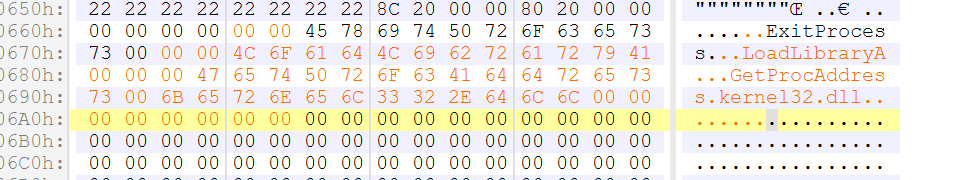 0650h: 22 22 22 22 22 22 22 22 8C 20 00 00 80 20 00 00 """"""""Œ ..€ ..
0660h: 00 00 00 00 00 00 45 78 69 74 50 72 6F 63 65 73 ......ExitProces
0670h: 73 00 00 00 4C 6F 61 64 4C 69 62 72 61 72 79 41 s...LoadLibraryA
0680h: 00 00 00 47 65 74 50 72 6F 63 41 64 64 72 65 73 ...GetProcAddres
0690h: 73 00 6B 65 72 6E 65 6C 33 32 2E 64 6C 6C 00 00 s.kernel32.dll..
06A0h: 00 00 00 00 00 00 00 00 00 00 00 00 00 00 00 00 ................
06B0h: 00 00 00 00 00 00 00 00 00 00 00 00 00 00 00 00 ................
06C0h: 00 00 00 00 00 00 00 00 00 00 00 00 00 00 00 00 ................